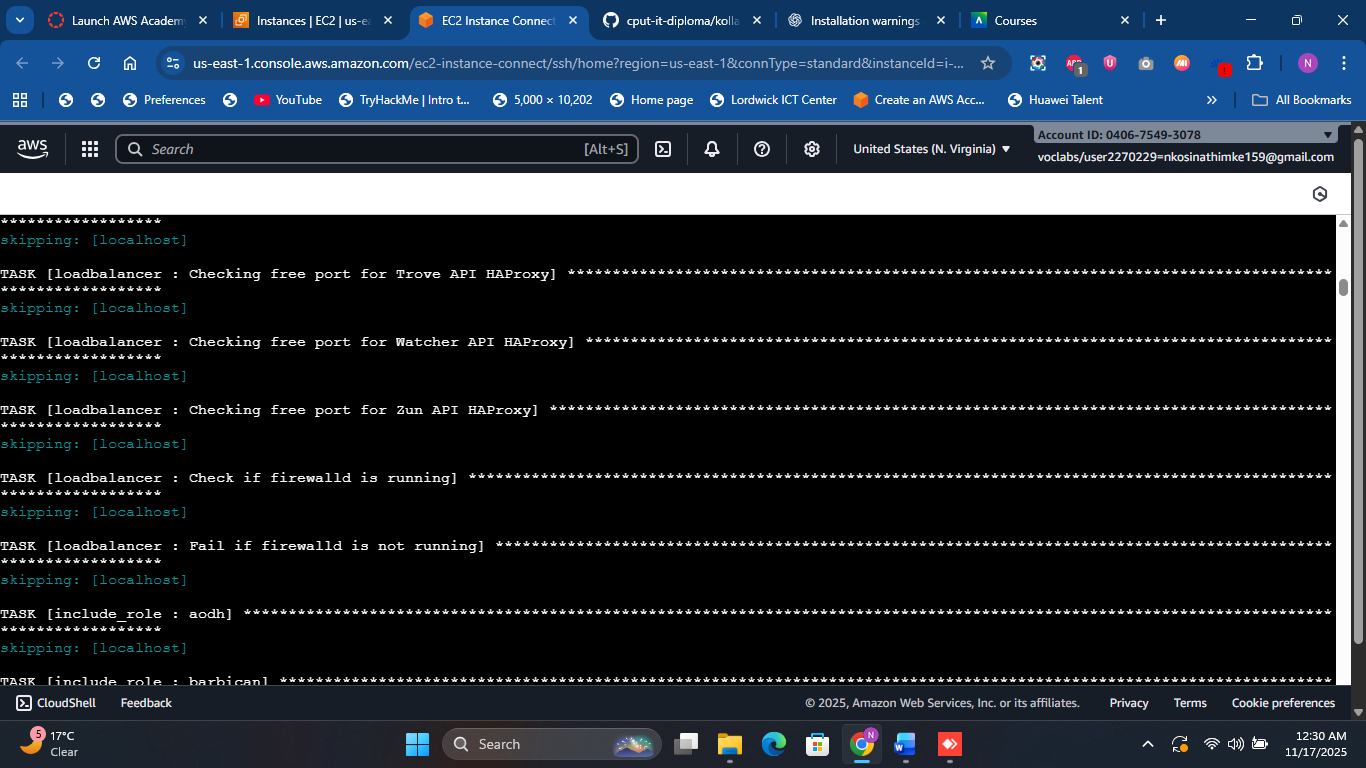 Launch AWS Academy
Instances | EC2 | us-ea
EC2 Instance Connect
cput-it-diploma/kolla
Installation warnings
Courses
us-east-1.console.aws.amazon.com/ec2-instance-connect/ssh/home?region=us-east-1&connType=standard&instanceId=i-...
1
N
Preferences
YouTube
TryHackMe | Intro t...
5,000 × 10,202
Home page
Lordwick ICT Center
Create an AWS Acc...
Huawei Talent
»
All Bookmarks
aws
Search
[Alt+S]
United States (N. Virginia)
Account ID: 0406-7549-3078
voclabs/user2270229=nkosinathimke159@gmail.com
******************
skipping: [localhost]
TASK [loadbalancer : Checking free port for Trove API HAProxy] *************************************************************************************
******************
skipping: [localhost]
TASK [loadbalancer : Checking free port for Watcher API HAProxy] ***********************************************************************************
******************
skipping: [localhost]
TASK [loadbalancer : Checking free port for Zun API HAProxy] ***************************************************************************************
******************
skipping: [localhost]
TASK [loadbalancer : Check if firewalld is running] ************************************************************************************************
******************
skipping: [localhost]
TASK [loadbalancer : Fail if firewalld is not running] *********************************************************************************************
******************
skipping: [localhost]
TASK [include_role : aodh] *************************************************************************************************************************
******************
skipping: [localhost]
TASK [include_role : barbican] *********************************************************************************************************************
CloudShell
Feedback
© 2025, Amazon Web Services, Inc. or its affiliates.
Privacy
Terms
Cookie preferences
5
17°C
Clear
Search
N
12:30 AM
11/17/2025